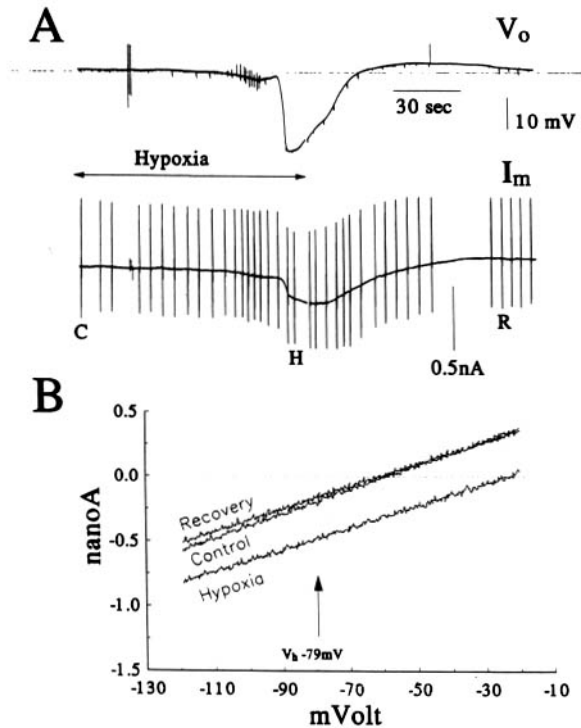 A
Vo
30 sec
10 mV
Hypoxia
Im
C
H
R
0.5nA
B
0.5
0.0
-0.5
-1.0
-1.5
nanoA
Recovery
Control
Hypoxia
Vh -79mV
-130 -110 -90 -70 -50 -30 -10
mVolt